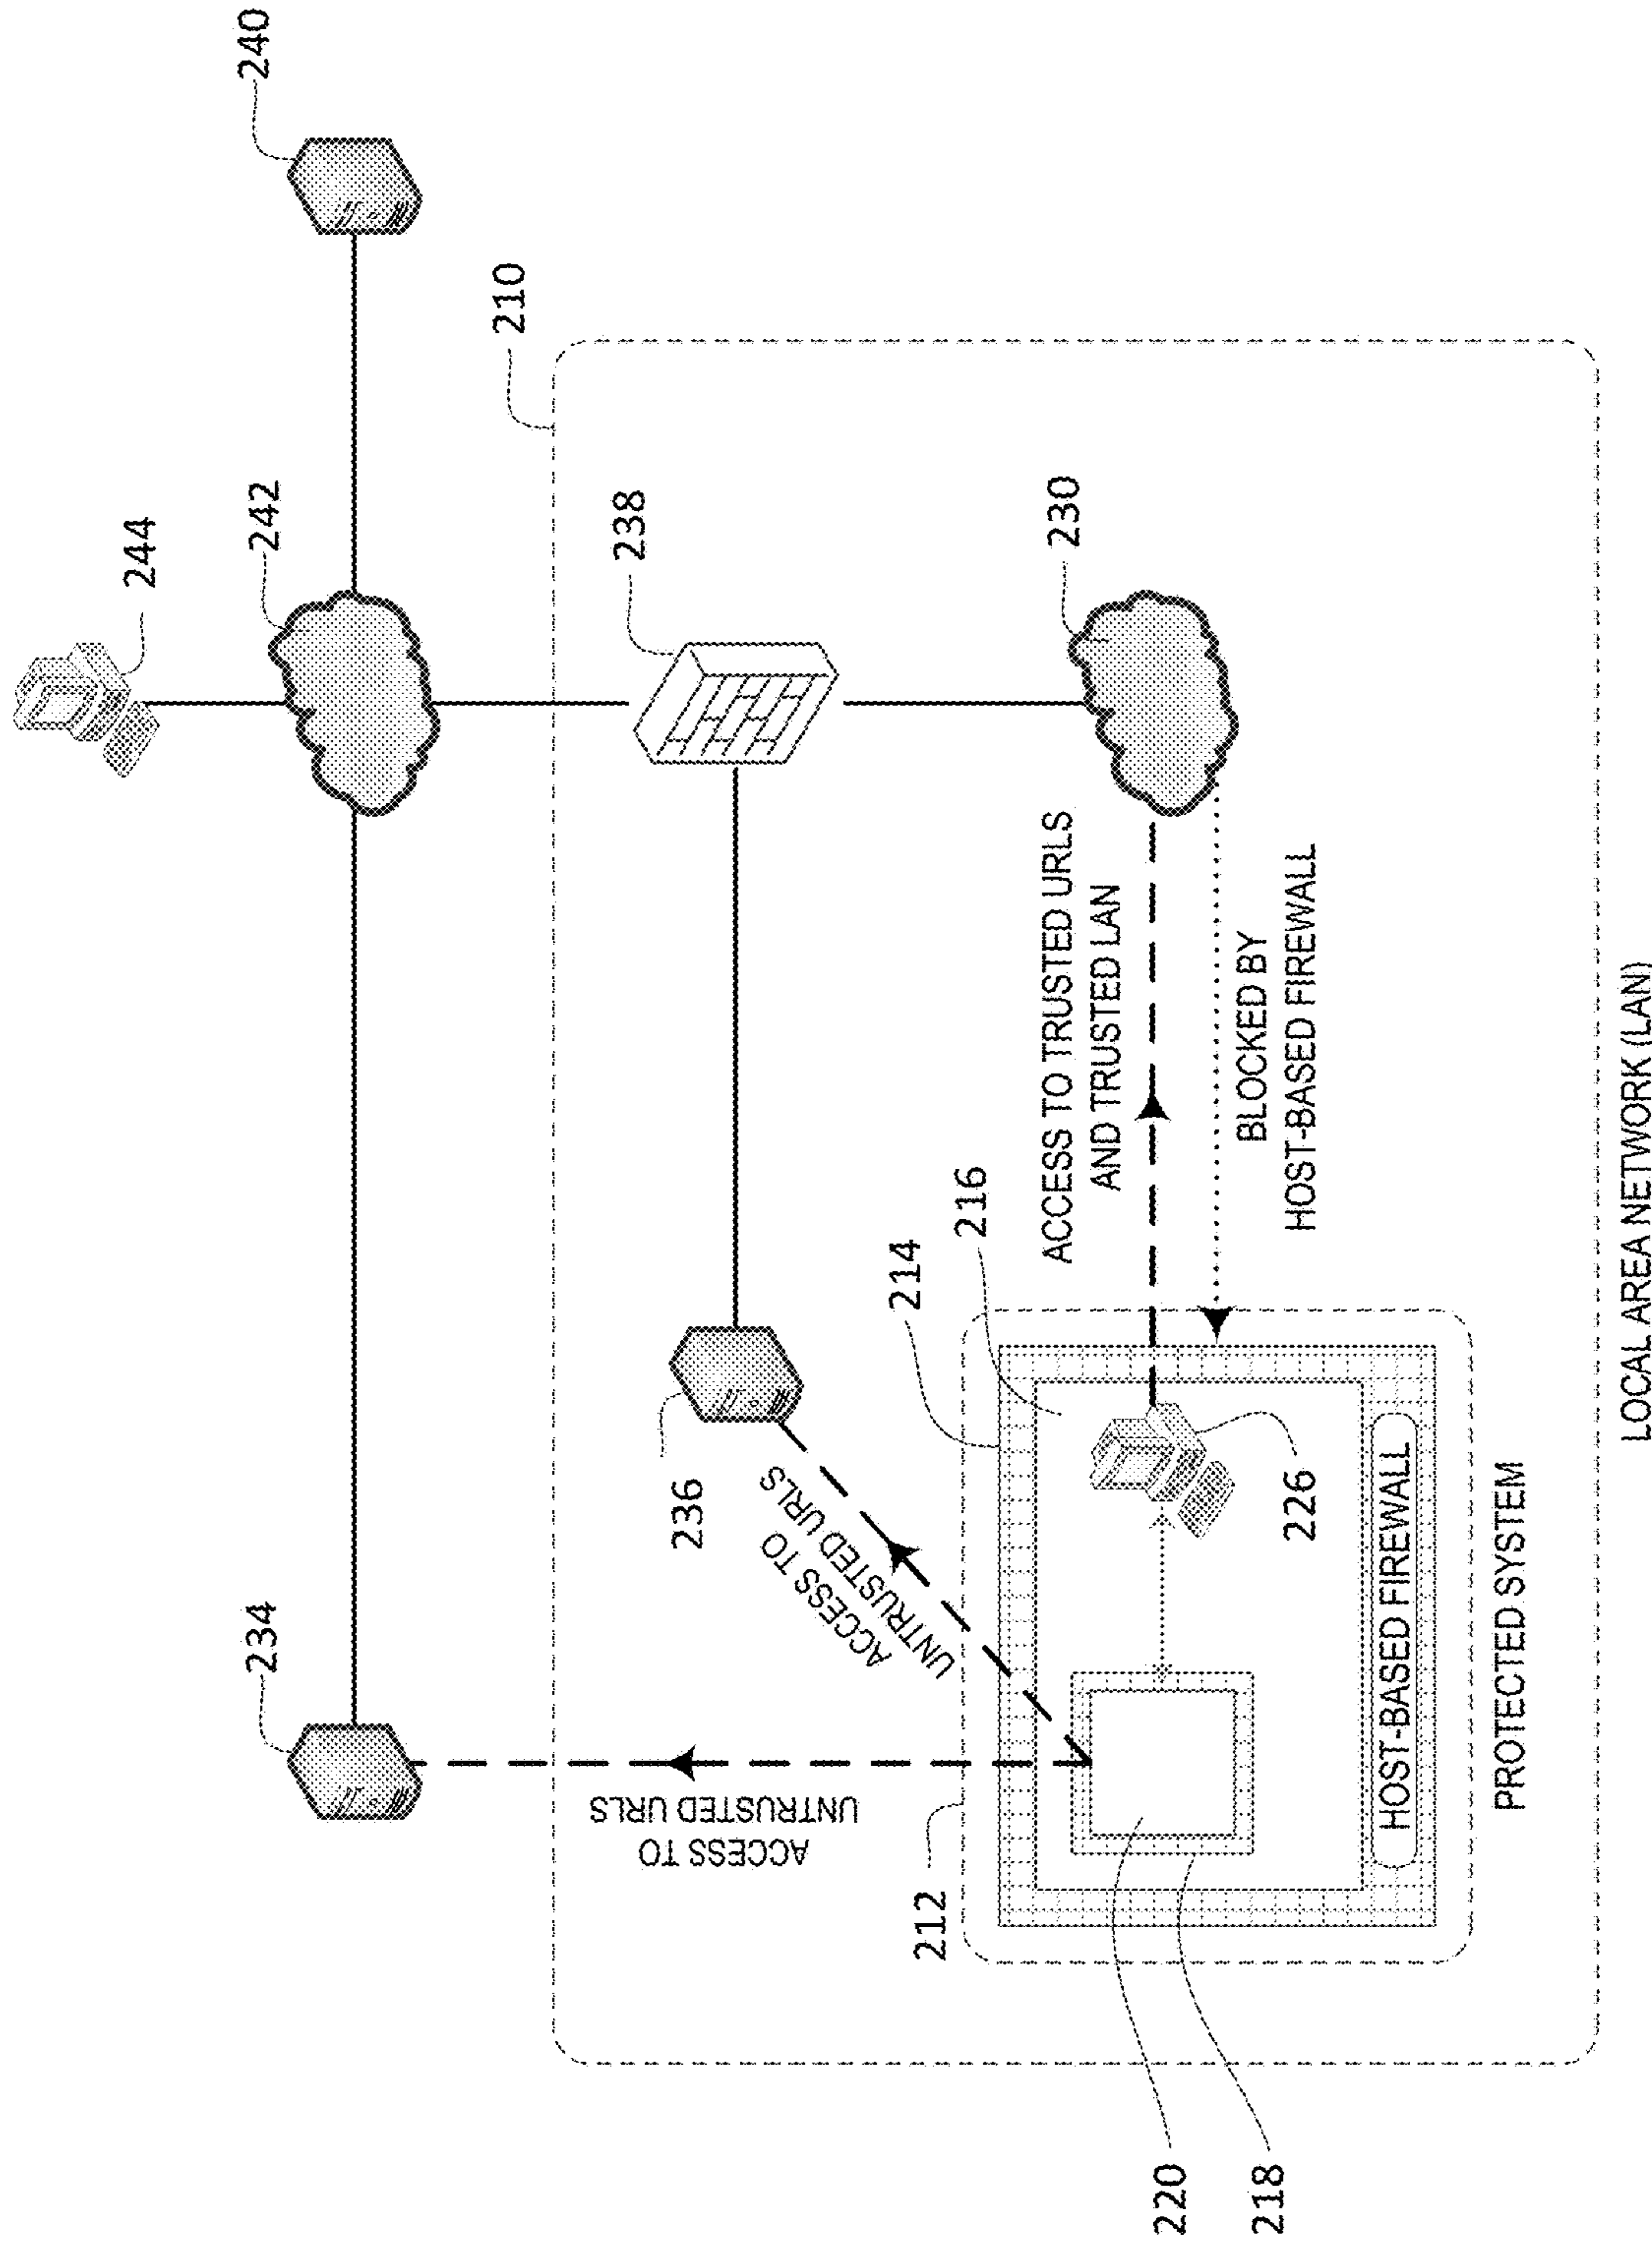 240
244
242
210
238
230
234
236
ACCESS TO
UNTRUSTED URLS
ACCESS TO
UNTRUSTED URLS
ACCESS TO TRUSTED URLS
AND TRUSTED LAN
BLOCKED BY
HOST-BASED FIREWALL
212
214
216
226
220
218
HOST-BASED FIREWALL
PROTECTED SYSTEM
LOCAL AREA NETWORK (LAN)